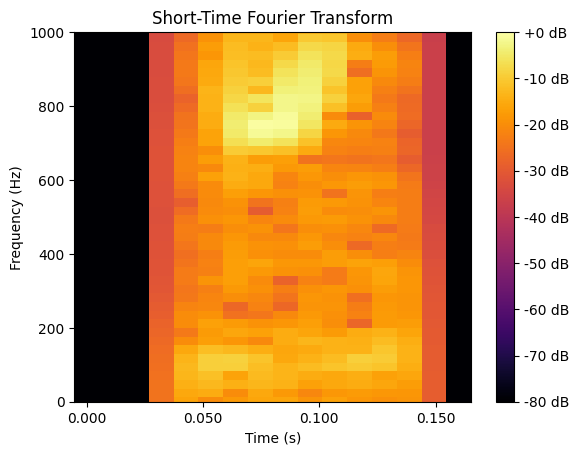 Short-Time Fourier Transform
1000
800
600
400
200
0
Frequency (Hz)
0.000
0.050
0.100
0.150
Time (s)
+0 dB
-10 dB
-20 dB
-30 dB
-40 dB
-50 dB
-60 dB
-70 dB
-80 dB